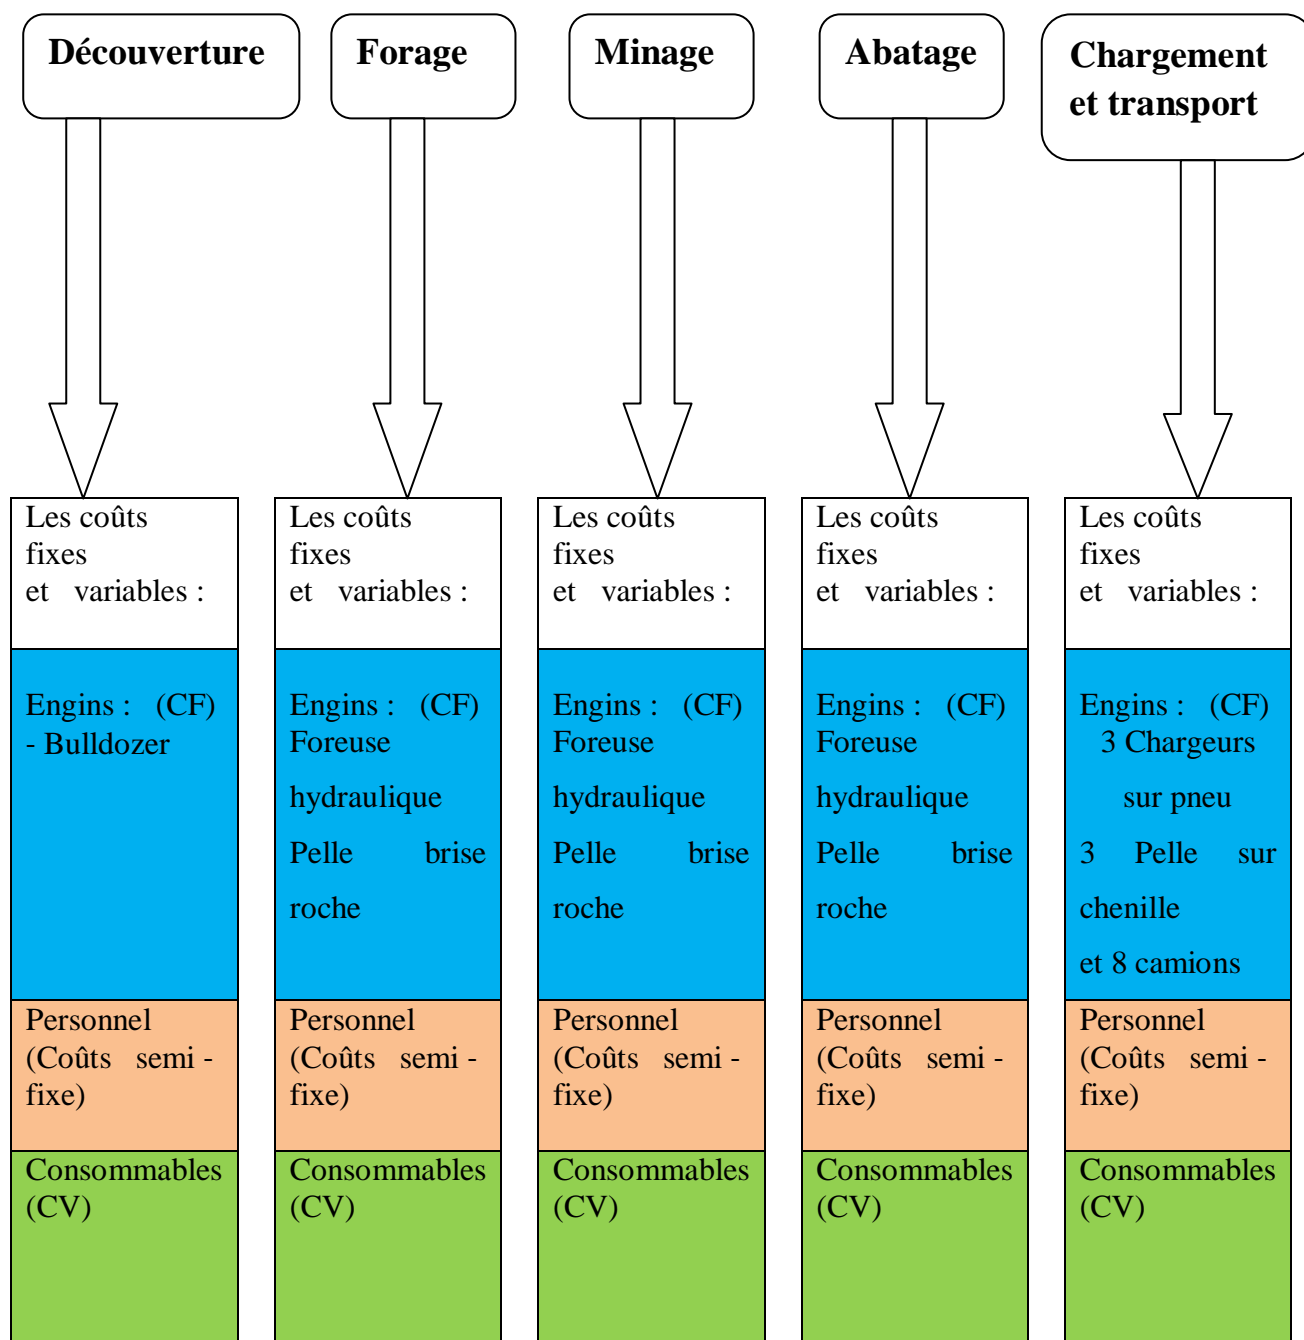 Découverture
Forage
Minage
Abatage
Chargement
et transport
Les coûts
fixes
et variables :
Engins : (CF)
- Bulldozer
Personnel
(Coûts semi -
fixe)
Consommables
(CV)
Les coûts
fixes
et variables :
Engins : (CF)
Foreuse
hydraulique
Pelle brise
roche
Personnel
(Coûts semi -
fixe)
Consommables
(CV)
Les coûts
fixes
et variables :
Engins : (CF)
Foreuse
hydraulique
Pelle brise
roche
Personnel
(Coûts semi -
fixe)
Consommables
(CV)
Les coûts
fixes
et variables :
Engins : (CF)
Foreuse
hydraulique
Pelle brise
roche
Personnel
(Coûts semi -
fixe)
Consommables
(CV)
Les coûts
fixes
et variables :
Engins : (CF)
3 Chargeurs
sur pneu
3 Pelle sur
chenille
et 8 camions
Personnel
(Coûts semi -
fixe)
Consommables
(CV)